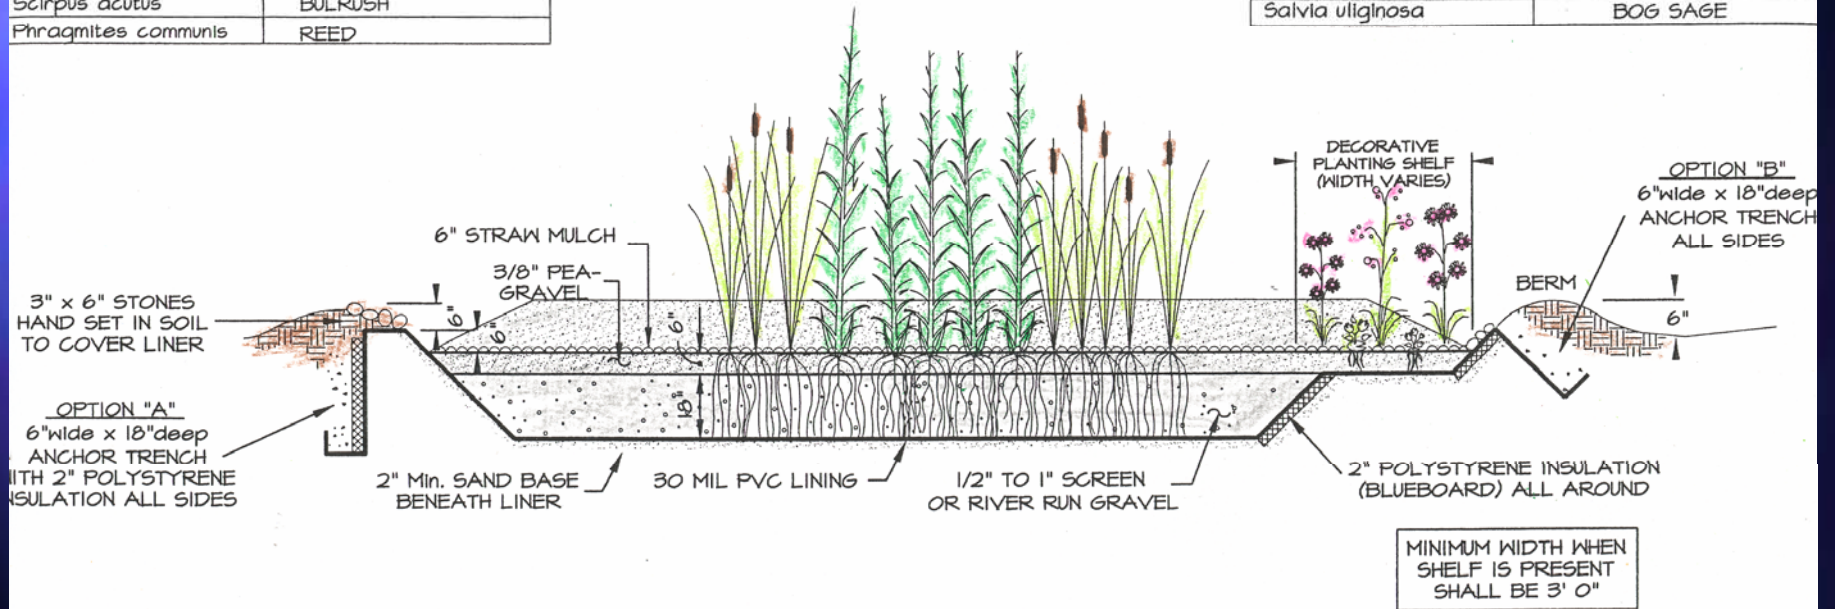 Scirpus acutus BULRUSH
Phragmites communis REED
Salvia uliginosa BOG SAGE
DECORATIVE
PLANTING SHELF
(WIDTH VARIES)
OPTION "B"
6"wide x 18"deep
ANCHOR TRENCH
ALL SIDES
6" STRAW MULCH
3/8" PEA-
GRAVEL
3" x 6" STONES
HAND SET IN SOIL
TO COVER LINER
6"
6"
6"
18"
BERM
6"
OPTION "A"
6"wide x 18"deep
ANCHOR TRENCH
ITH 2" POLYSTYRENE
NSULATION ALL SIDES
2" Min. SAND BASE
BENEATH LINER
30 MIL PVC LINING
1/2" TO 1" SCREEN
OR RIVER RUN GRAVEL
2" POLYSTYRENE INSULATION
(BLUEBOARD) ALL AROUND
MINIMUM WIDTH WHEN
SHELF IS PRESENT
SHALL BE 3' 0"